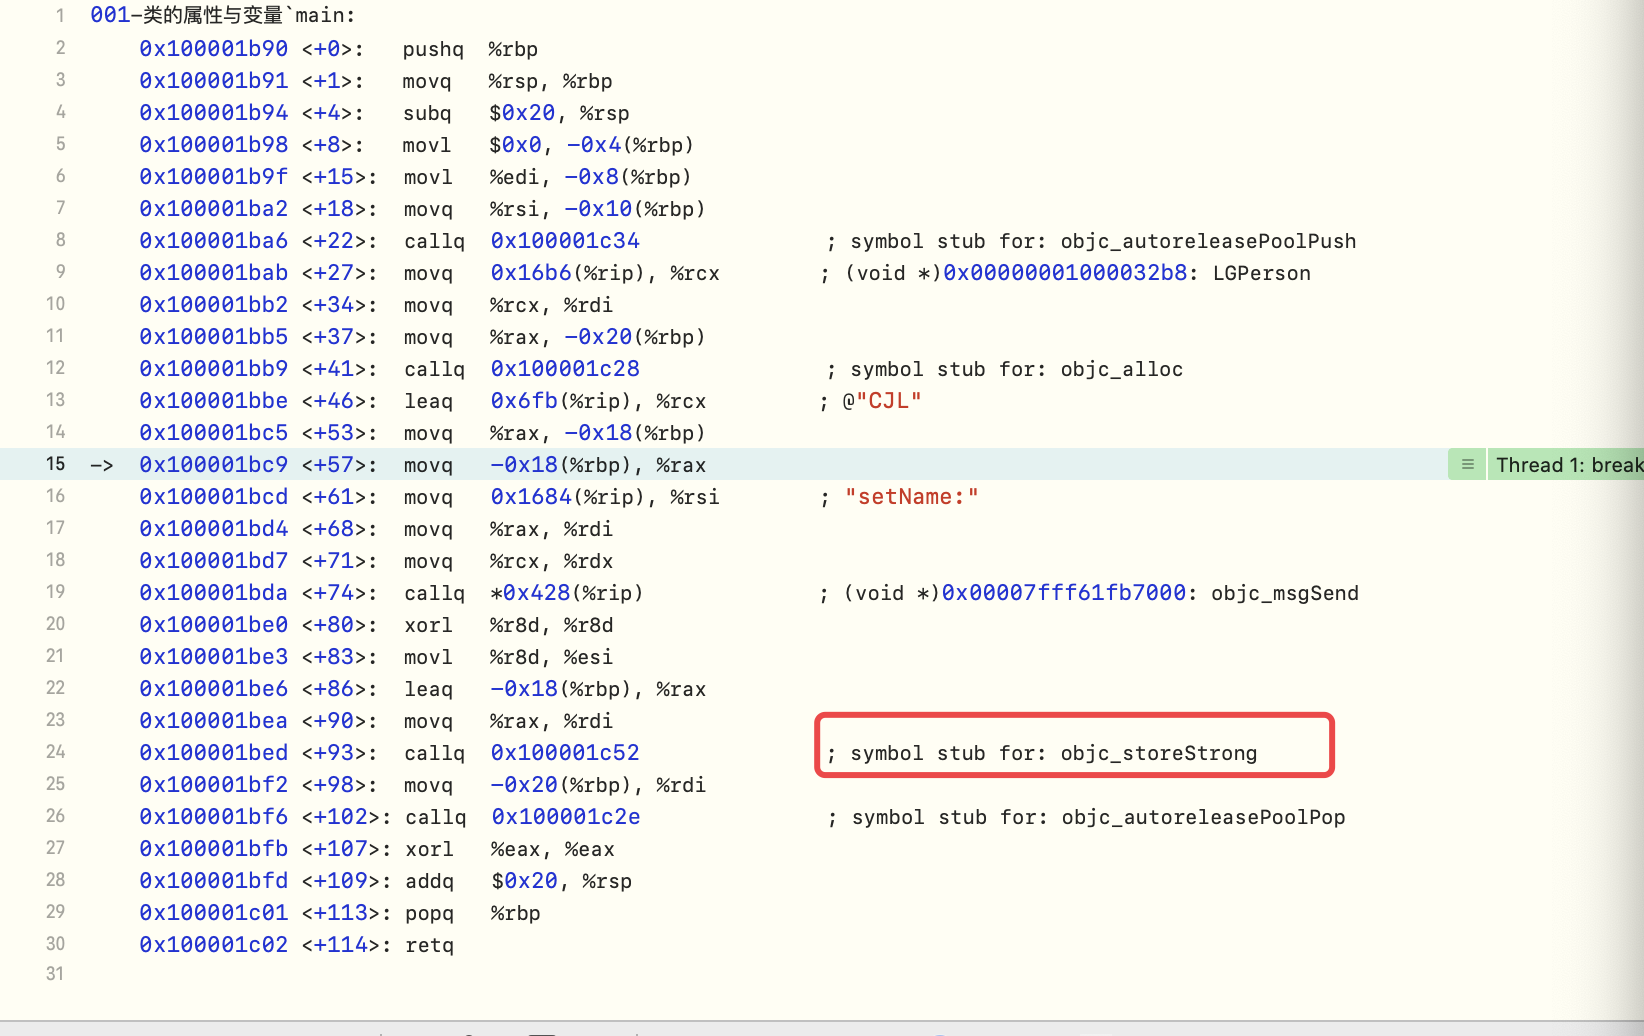 1 001-类的属性与变量`main:
2 0x100001b90 <+0>: pushq %rbp
3 0x100001b91 <+1>: movq %rsp, %rbp
4 0x100001b94 <+4>: subq $0x20, %rsp
5 0x100001b98 <+8>: movl $0x0, -0x4(%rbp)
6 0x100001b9f <+15>: movl %edi, -0x8(%rbp)
7 0x100001ba2 <+18>: movq %rsi, -0x10(%rbp)
8 0x100001ba6 <+22>: callq 0x100001c34 ; symbol stub for: objc_autoreleasePoolPush
9 0x100001bab <+27>: movq 0x16b6(%rip), %rcx ; (void *)0x00000001000032b8: LGPerson
10 0x100001bb2 <+34>: movq %rcx, %rdi
11 0x100001bb5 <+37>: movq %rax, -0x20(%rbp)
12 0x100001bb9 <+41>: callq 0x100001c28 ; symbol stub for: objc_alloc
13 0x100001bbe <+46>: leaq 0x6fb(%rip), %rcx ; @"CJL"
14 0x100001bc5 <+53>: movq %rax, -0x18(%rbp)
15 -> 0x100001bc9 <+57>: movq -0x18(%rbp), %rax Thread 1: break
16 0x100001bcd <+61>: movq 0x1684(%rip), %rsi ; "setName:"
17 0x100001bd4 <+68>: movq %rax, %rdi
18 0x100001bd7 <+71>: movq %rcx, %rdx
19 0x100001bda <+74>: callq *0x428(%rip) ; (void *)0x00007fff61fb7000: objc_msgSend
20 0x100001be0 <+80>: xorl %r8d, %r8d
21 0x100001be3 <+83>: movl %r8d, %esi
22 0x100001be6 <+86>: leaq -0x18(%rbp), %rax
23 0x100001bea <+90>: movq %rax, %rdi
24 0x100001bed <+93>: callq 0x100001c52 ; symbol stub for: objc_storeStrong
25 0x100001bf2 <+98>: movq -0x20(%rbp), %rdi
26 0x100001bf6 <+102>: callq 0x100001c2e ; symbol stub for: objc_autoreleasePoolPop
27 0x100001bfb <+107>: xorl %eax, %eax
28 0x100001bfd <+109>: addq $0x20, %rsp
29 0x100001c01 <+113>: popq %rbp
30 0x100001c02 <+114>: retq
31